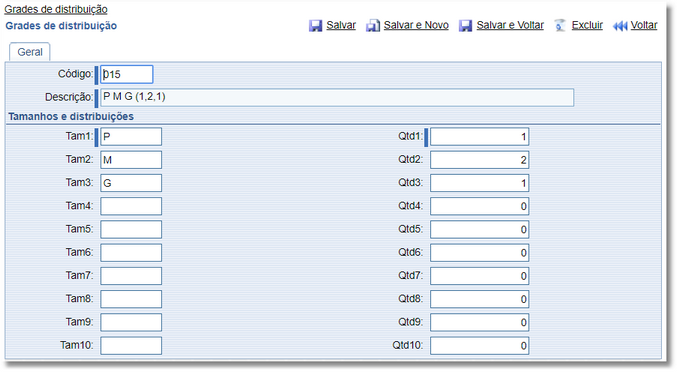 Grades de distribuição
Grades de distribuição Salvar Salvar e Novo Salvar e Voltar Excluir Voltar
Geral
Código: 015
Descrição: P M G (1,2,1)
Tamanhos e distribuições
Tam1: P Qtd1: 1
Tam2: M Qtd2: 2
Tam3: G Qtd3: 1
Tam4: Qtd4: 0
Tam5: Qtd5: 0
Tam6: Qtd6: 0
Tam7: Qtd7: 0
Tam8: Qtd8: 0
Tam9: Qtd9: 0
Tam10: Qtd10: 0